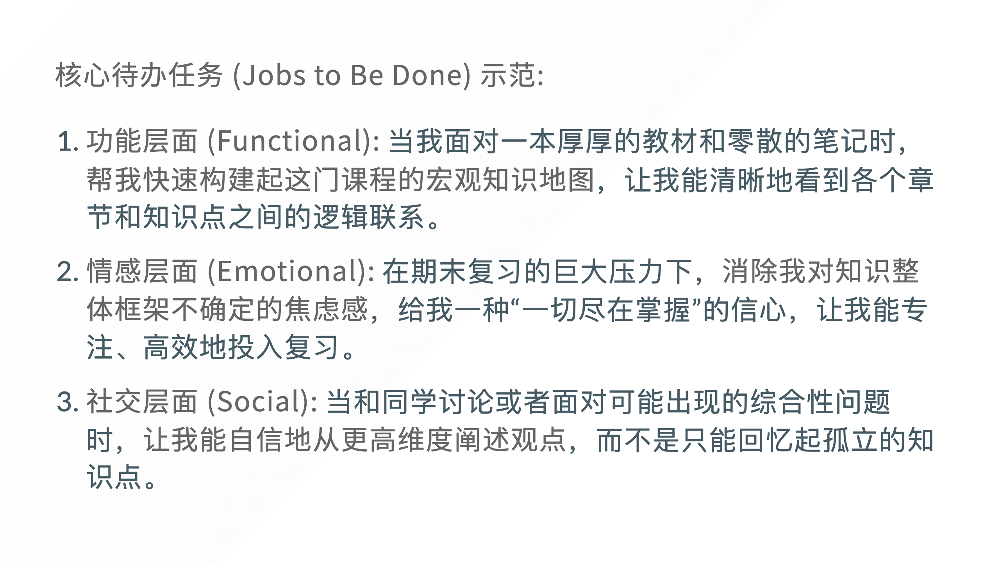 核心待办任务 (Jobs to Be Done) 示范:
1. 功能层面 (Functional): 当我面对一本厚厚的教材和零散的笔记时，
帮我快速构建起这门课程的宏观知识地图，让我能清晰地看到各个章
节和知识点之间的逻辑联系。
2. 情感层面 (Emotional): 在期末复习的巨大压力下，消除我对知识整
体框架不确定的焦虑感，给我一种“一切尽在掌握”的信心，让我能专
注、高效地投入复习。
3. 社交层面 (Social): 当和同学讨论或者面对可能出现的综合性问题
时，让我能自信地从更高维度阐述观点，而不是只能回忆起孤立的知
识点。